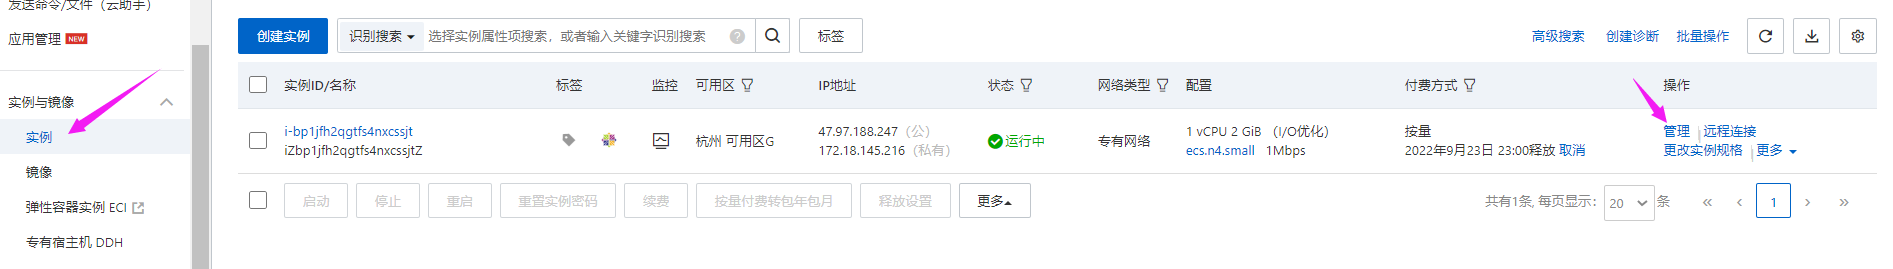 发送命令/文件（云助手）
应用管理 NEW
实例与镜像
实例
镜像
弹性容器实例 ECI
专有宿主机 DDH
创建实例 识别搜索 选择实例属性项搜索，或者输入关键字识别搜索 ? 标签 高级搜索 创建诊断 批量操作
实例ID/名称 标签 监控 可用区 IP地址 状态 网络类型 配置 付费方式 操作
i-bp1jfh2qgtfs4nxcssjt
iZbp1jfh2qgtfs4nxcssjtZ
杭州 可用区G
47.97.188.247（公）
172.18.145.216（私有）
运行中
专有网络
1 vCPU 2 GiB （I/O优化）
ecs.n4.small 1Mbps
按量
2022年9月23日 23:00释放 取消
管理 | 远程连接
更改实例规格 | 更多
启动 停止 重启 重置实例密码 续费 按量付费转包年包月 释放设置 更多 共有1条, 每页显示： 20 条 « ‹ 1 › »